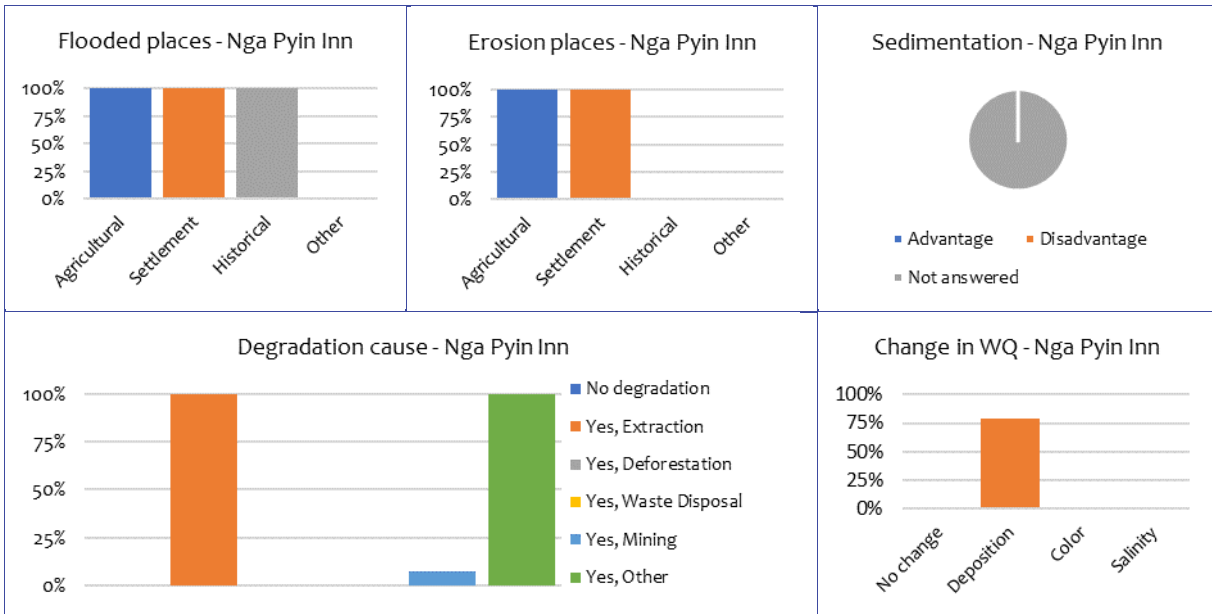 Flooded places - Nga Pyin Inn
100%
75%
50%
25%
0%
Agricultural
Settlement
Historical
Other
Erosion places - Nga Pyin Inn
100%
75%
50%
25%
0%
Agricultural
Settlement
Historical
Other
Sedimentation - Nga Pyin Inn
Advantage
Disadvantage
Not answered
Degradation cause - Nga Pyin Inn
100%
75%
50%
25%
0%
No degradation
Yes, Extraction
Yes, Deforestation
Yes, Waste Disposal
Yes, Mining
Yes, Other
Change in WQ - Nga Pyin Inn
100%
75%
50%
25%
0%
No change
Deposition
Color
Salinity